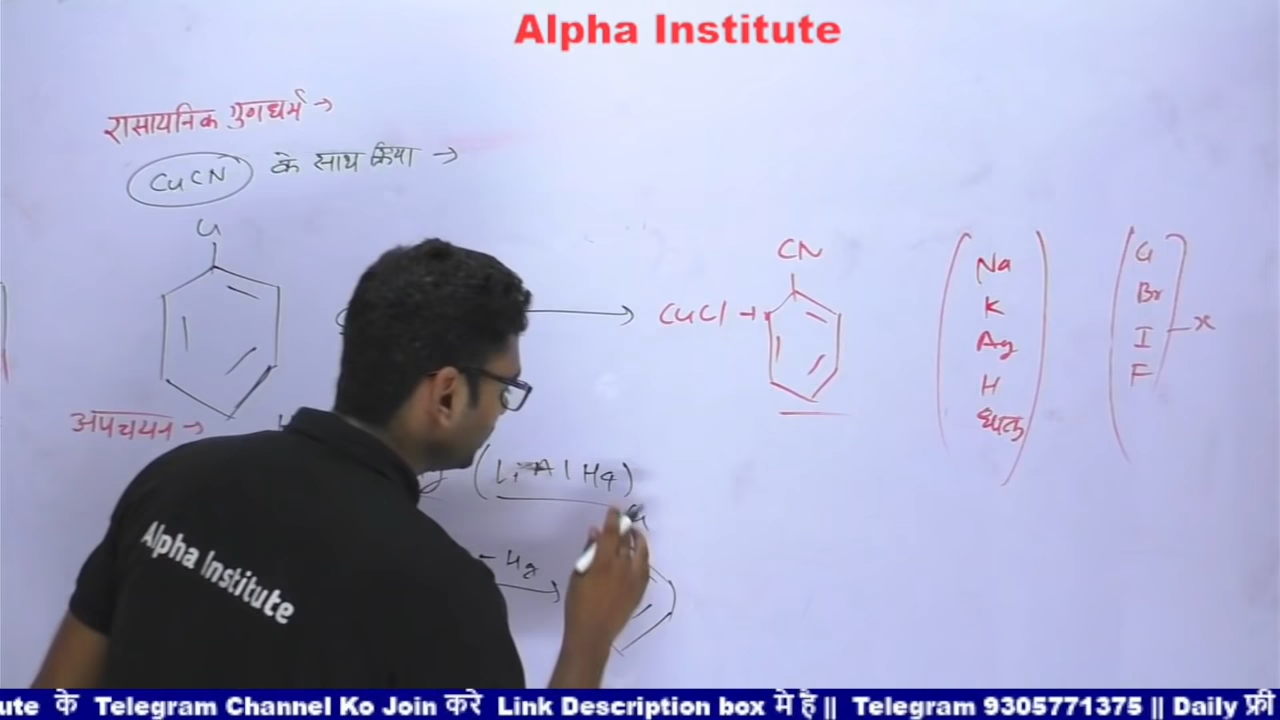 Alpha Institute
रासायनिक गुणधर्म →
CuCN के साथ क्रिया →
Cl
CuCl + CN
Na
K
Ag
H
धातु
Cl
Br
I
F
X
अपचयन →
(LiAlH4)
- Hg
Alpha Institute
ute के Telegram Channel Ko Join करे Link Description box मे है || Telegram 9305771375 || Daily फ्री